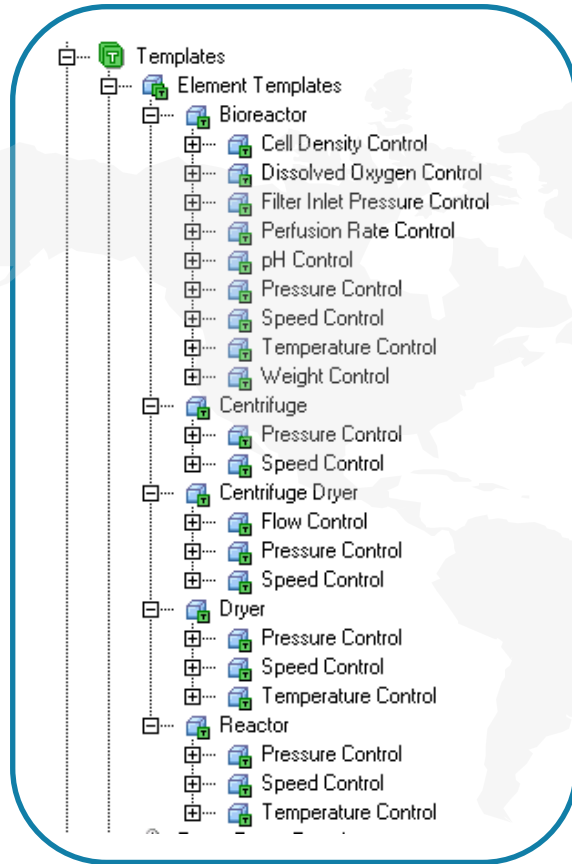 Templates
Element Templates
Bioreactor
Cell Density Control
Dissolved Oxygen Control
Filter Inlet Pressure Control
Perfusion Rate Control
pH Control
Pressure Control
Speed Control
Temperature Control
Weight Control
Centrifuge
Pressure Control
Speed Control
Centrifuge Dryer
Flow Control
Pressure Control
Speed Control
Dryer
Pressure Control
Speed Control
Temperature Control
Reactor
Pressure Control
Speed Control
Temperature Control